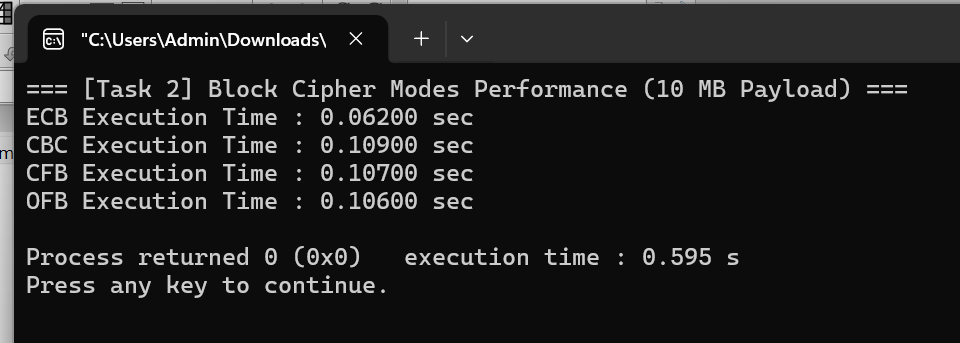 "C:\Users\Admin\Downloads\
=== [Task 2] Block Cipher Modes Performance (10 MB Payload) ===
ECB Execution Time : 0.06200 sec
CBC Execution Time : 0.10900 sec
CFB Execution Time : 0.10700 sec
OFB Execution Time : 0.10600 sec
Process returned 0 (0x0)   execution time : 0.595 s
Press any key to continue.